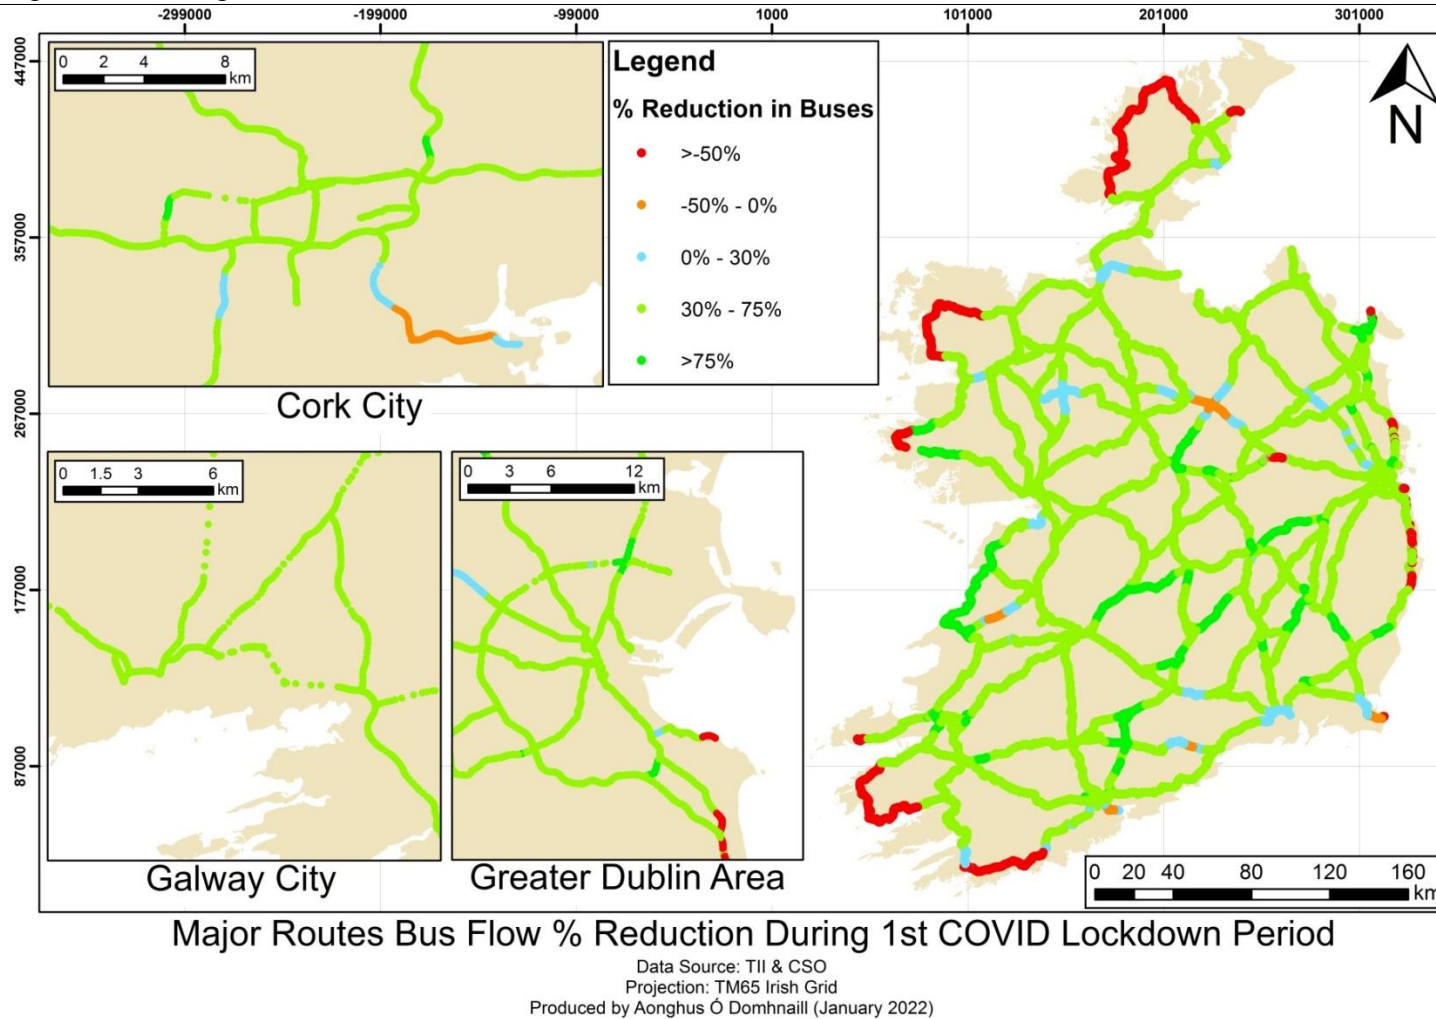 -299000 -199000 -99000 1000 101000 201000 301000
447000
357000
267000
177000
87000
0 2 4 8
km
Cork City
Legend
% Reduction in Buses
>-50%
-50% - 0%
0% - 30%
30% - 75%
>75%
N
0 1.5 3 6
km
Galway City
0 3 6 12
km
Greater Dublin Area
0 20 40 80 120 160
km
Major Routes Bus Flow % Reduction During 1st COVID Lockdown Period
Data Source: TII & CSO
Projection: TM65 Irish Grid
Produced by Aonghus Ó Domhnaill (January 2022)